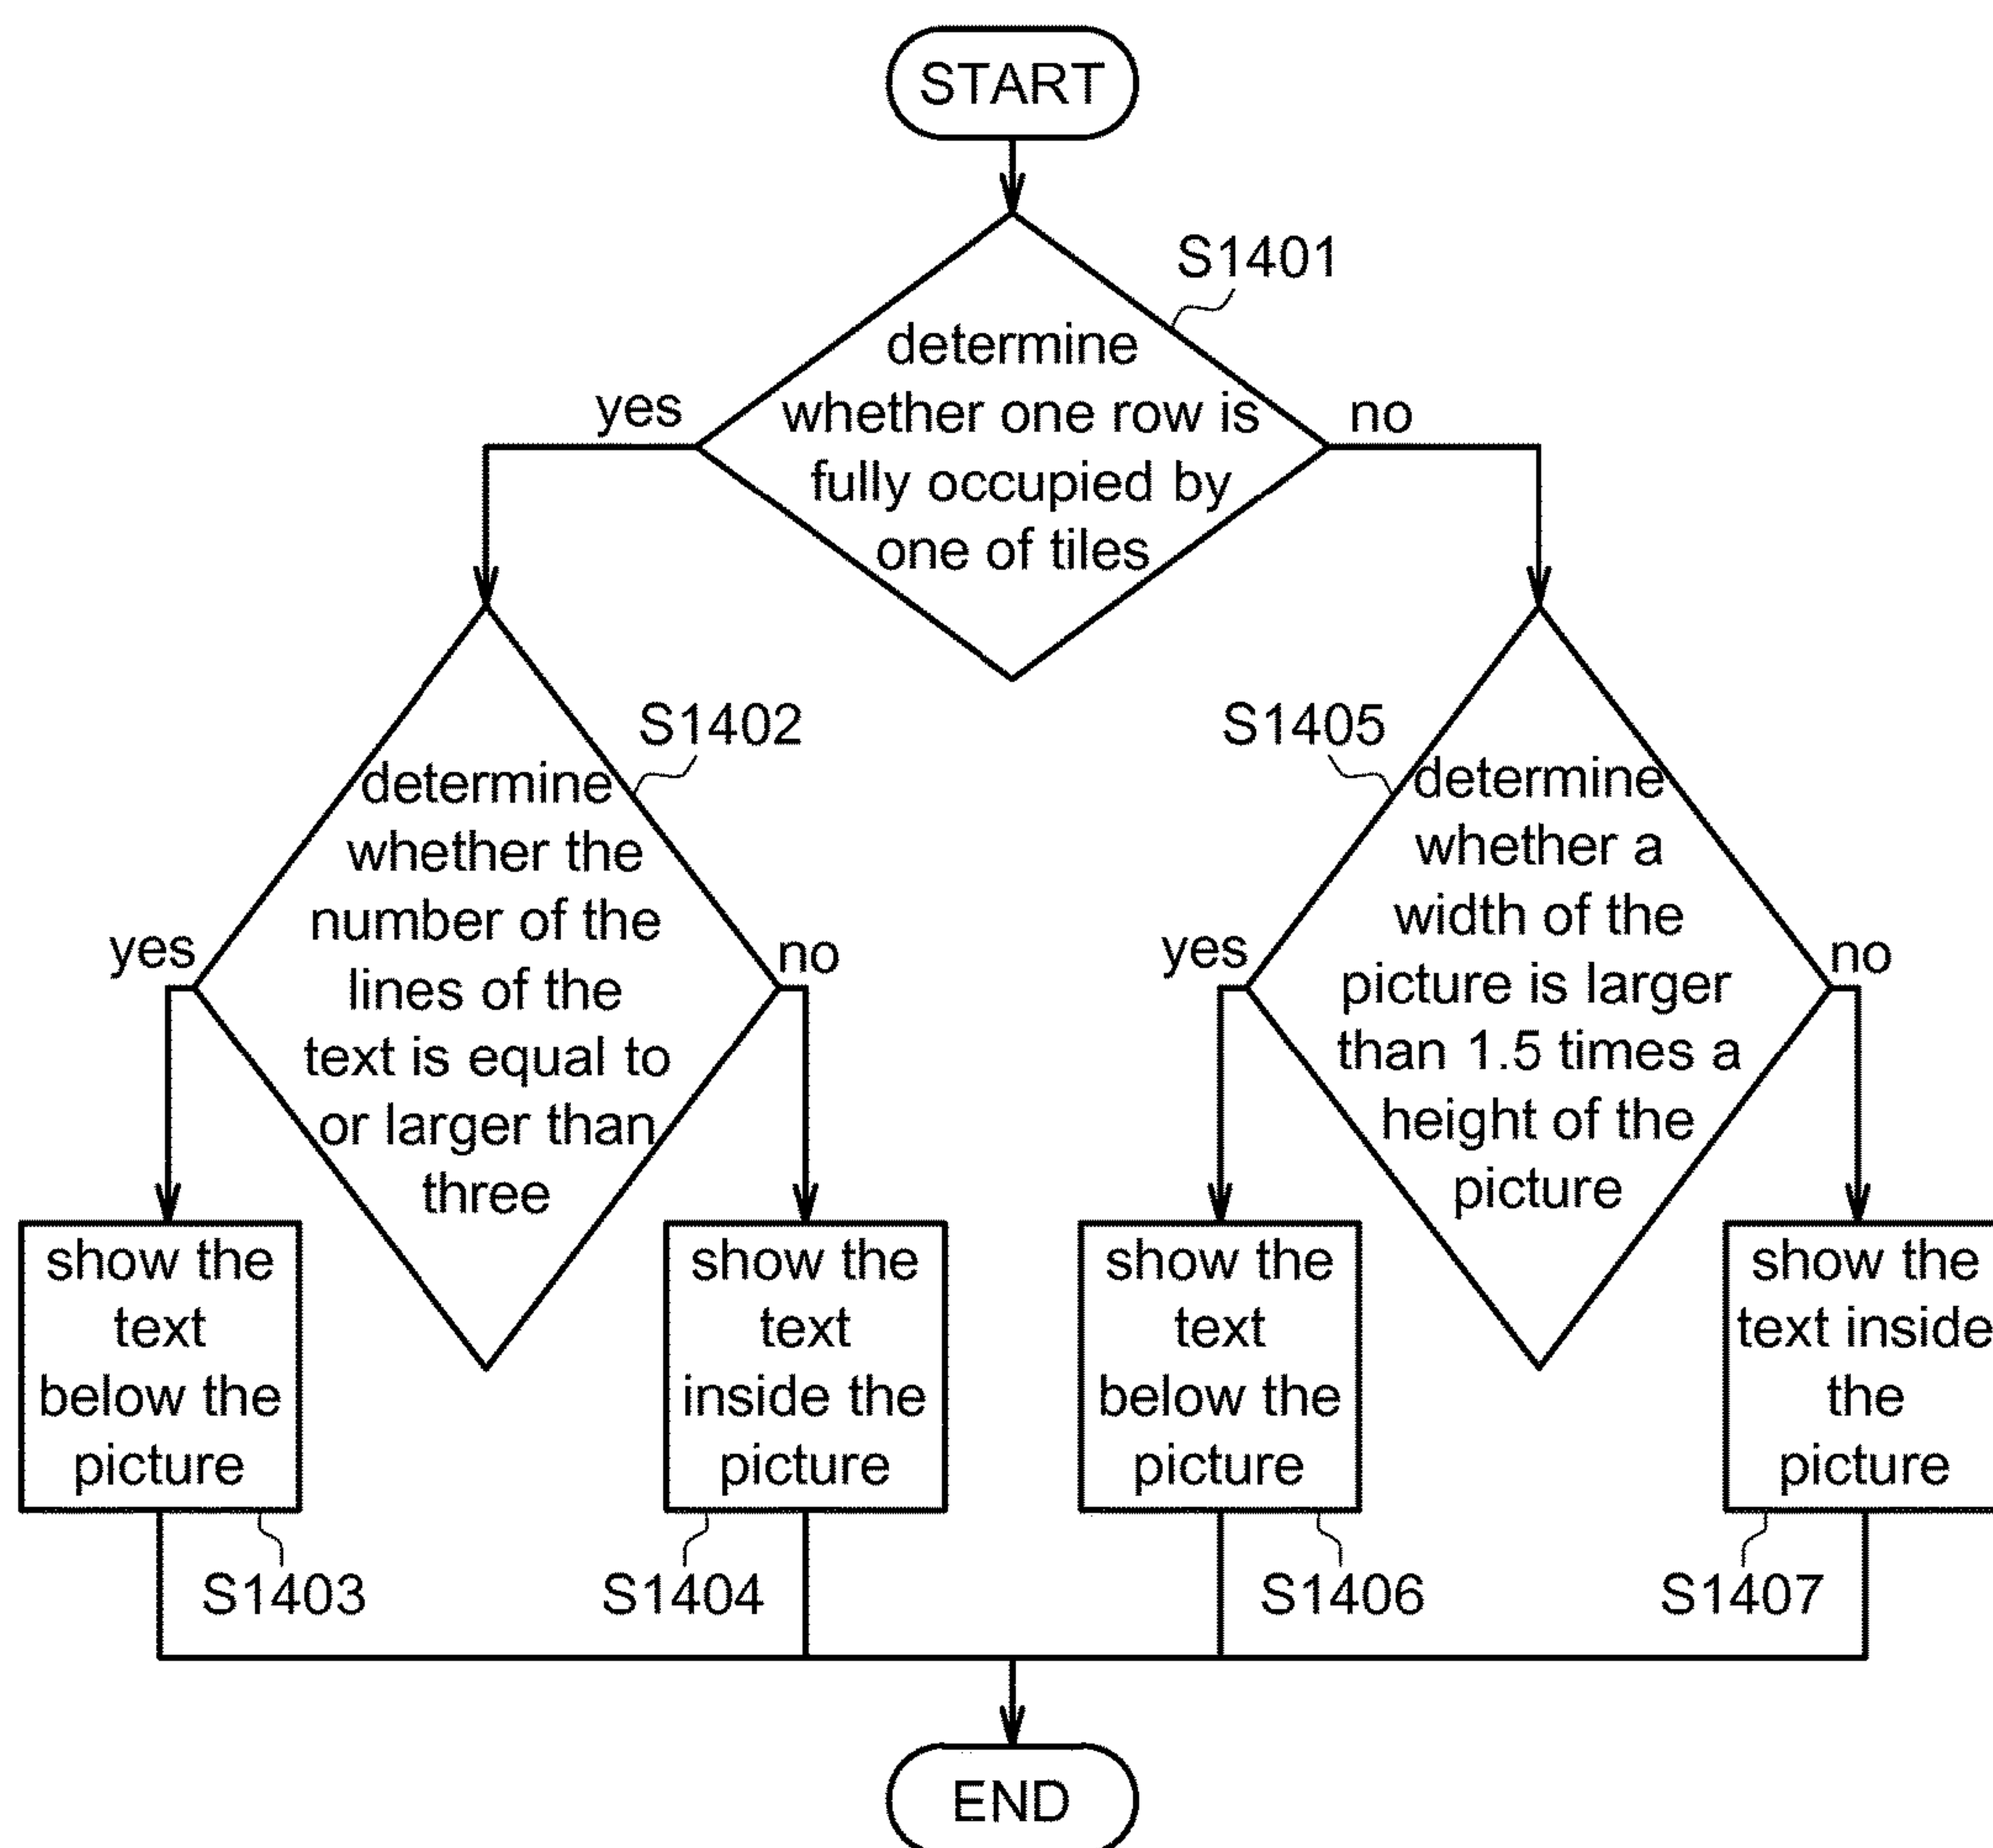 START
S1401
determine
whether one row is
fully occupied by
one of tiles
yes
no
S1402
determine
whether the
number of the
lines of the
text is equal to
or larger than
three
yes
no
S1405
determine
whether a
width of the
picture is larger
than 1.5 times a
height of the
picture
yes
no
show the
text
below the
picture
S1403
show the
text
inside the
picture
S1404
show the
text
below the
picture
S1406
show the
text inside
the
picture
S1407
END